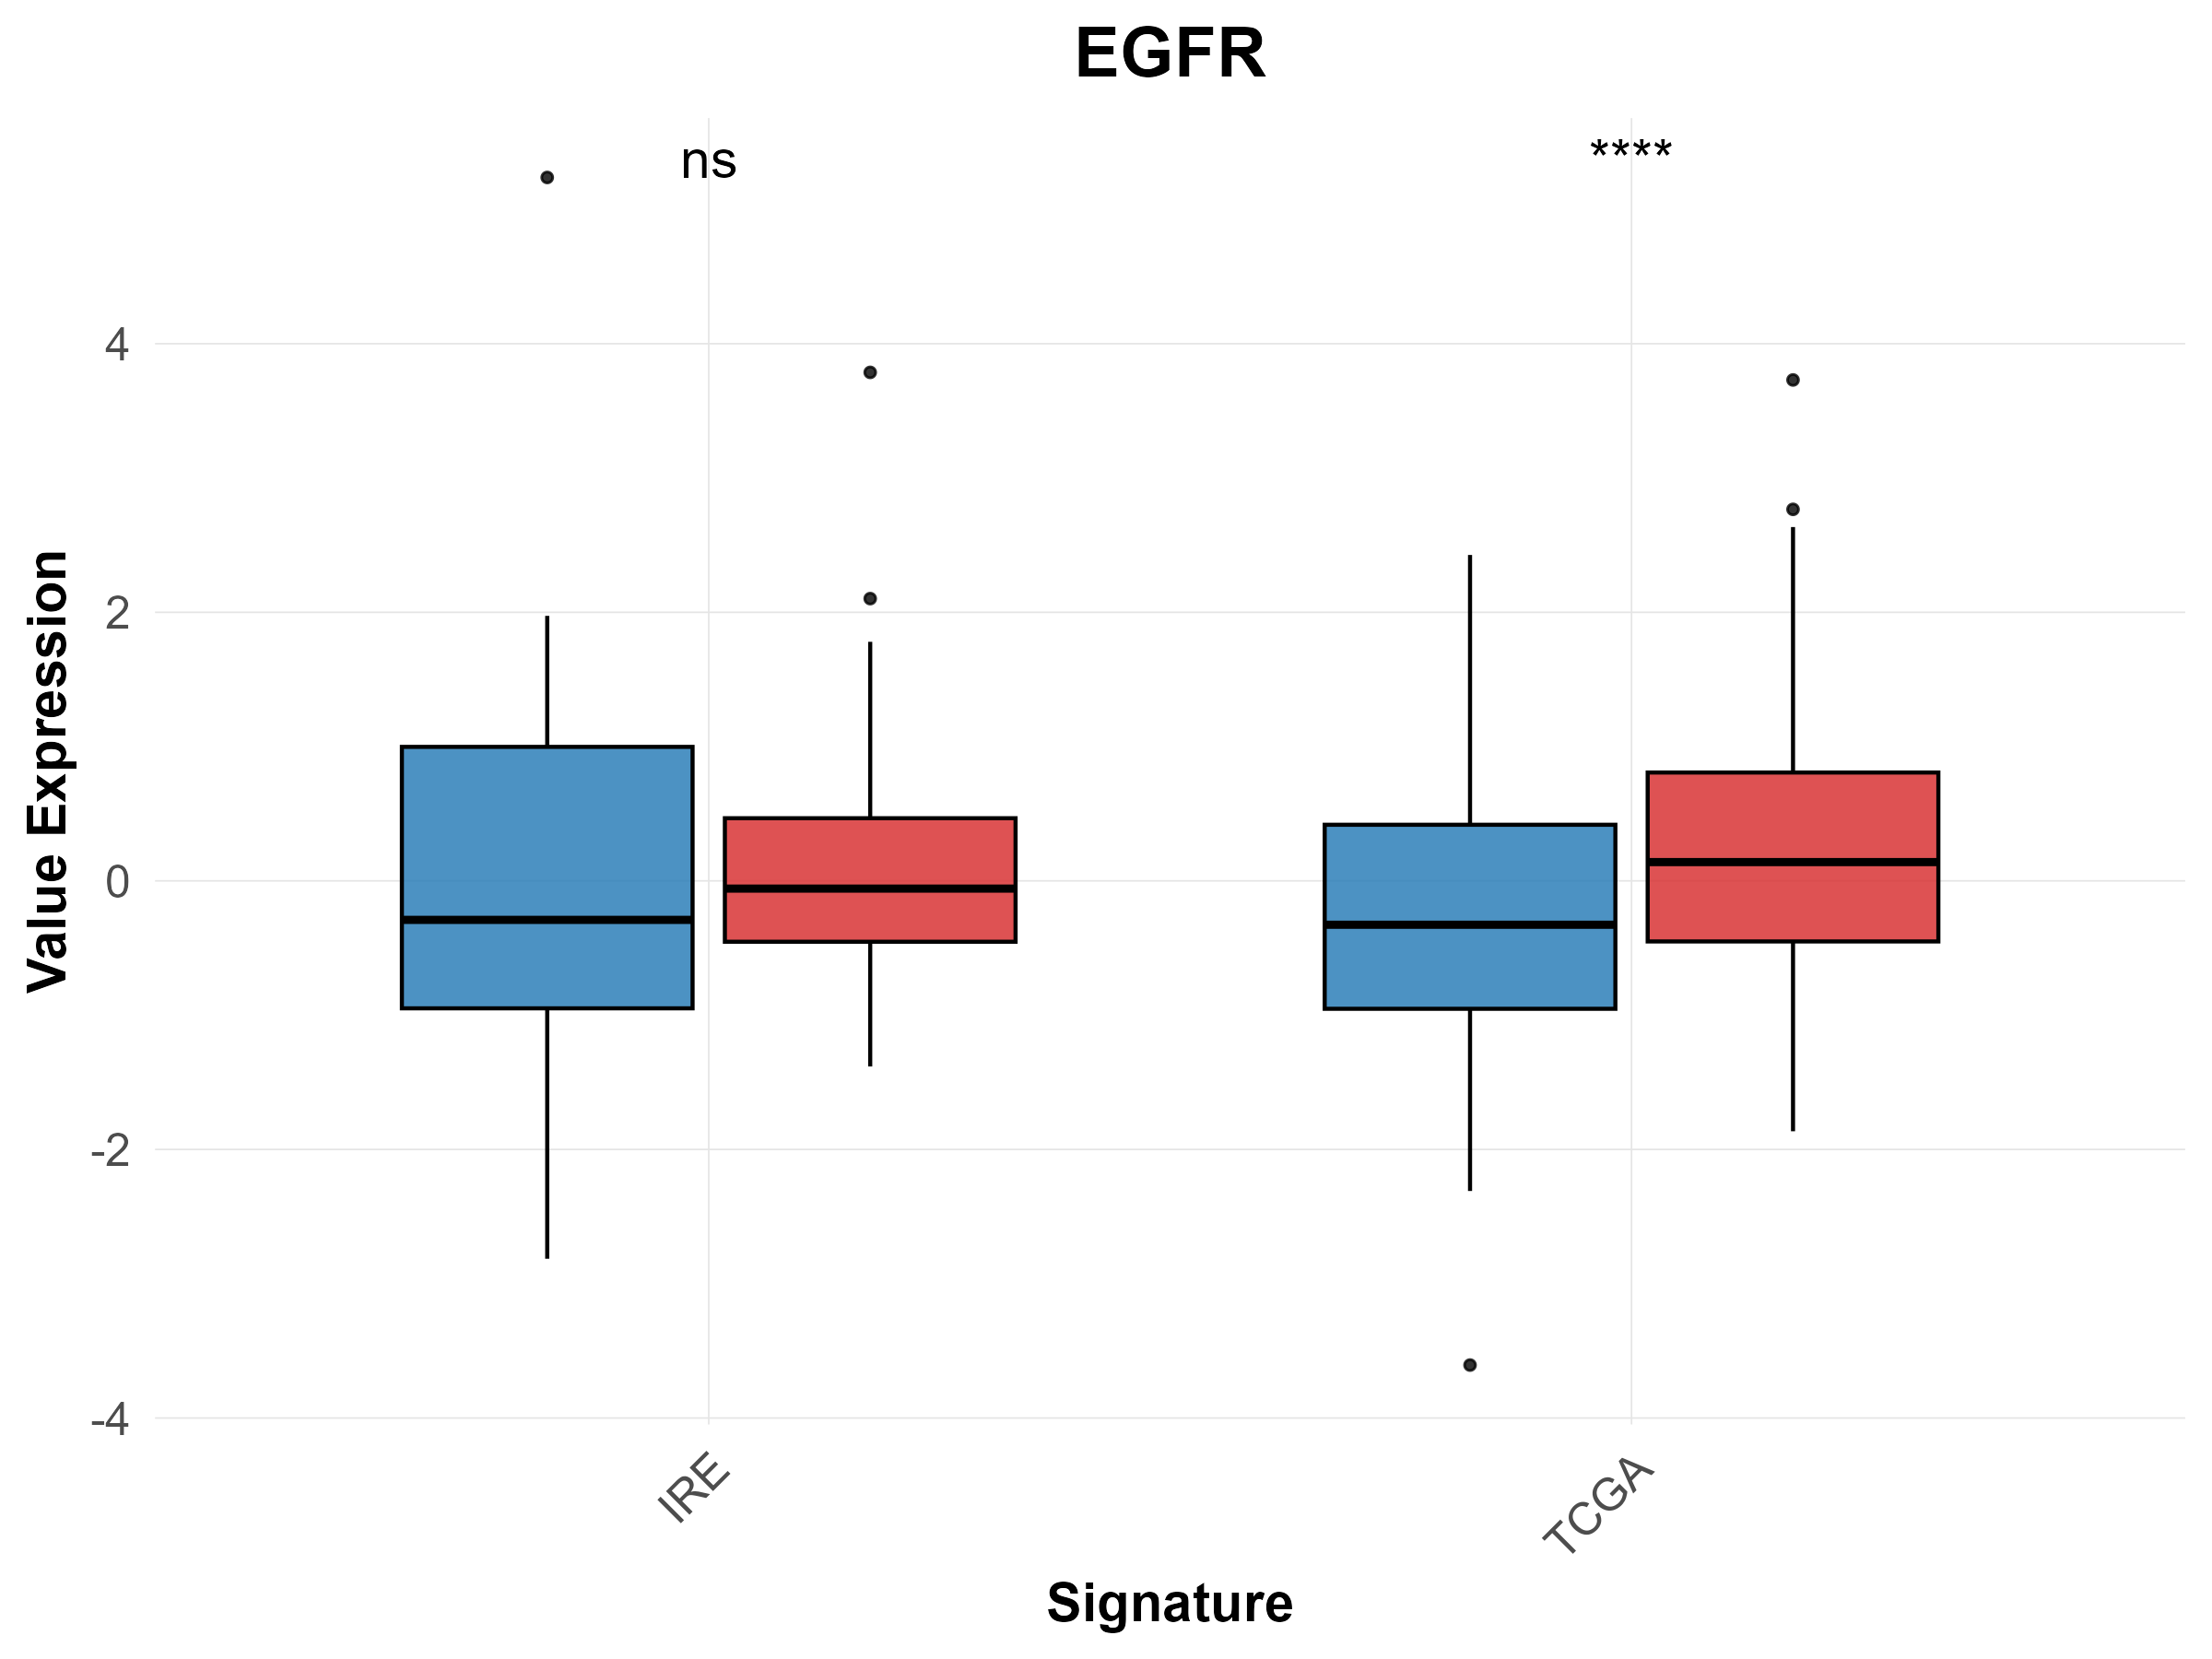 EGFR
ns
****
Value Expression
4
2
0
-2
-4
IRE
TCGA
Signature